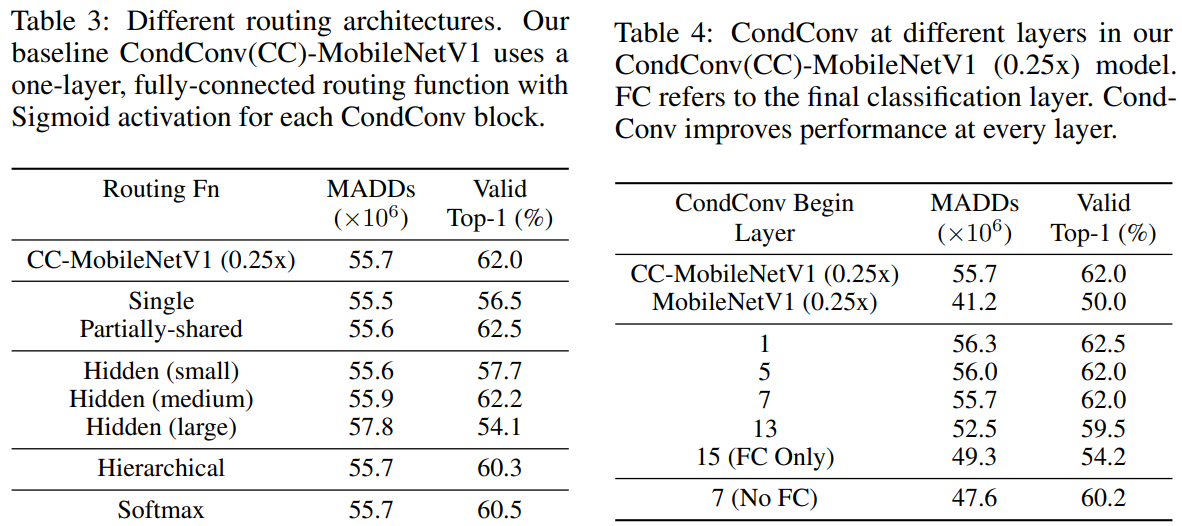 Table 3: Different routing architectures. Our
baseline CondConv(CC)-MobileNetV1 uses a
one-layer, fully-connected routing function with
Sigmoid activation for each CondConv block.
Routing Fn MADDs Valid
(×10⁶) Top-1 (%)
CC-MobileNetV1 (0.25x) 55.7 62.0
Single 55.5 56.5
Partially-shared 55.6 62.5
Hidden (small) 55.6 57.7
Hidden (medium) 55.9 62.2
Hidden (large) 57.8 54.1
Hierarchical 55.7 60.3
Softmax 55.7 60.5
Table 4: CondConv at different layers in our
CondConv(CC)-MobileNetV1 (0.25x) model.
FC refers to the final classification layer. Cond-
Conv improves performance at every layer.
CondConv Begin MADDs Valid
Layer (×10⁶) Top-1 (%)
CC-MobileNetV1 (0.25x) 55.7 62.0
MobileNetV1 (0.25x) 41.2 50.0
1 56.3 62.5
5 56.0 62.0
7 55.7 62.0
13 52.5 59.5
15 (FC Only) 49.3 54.2
7 (No FC) 47.6 60.2